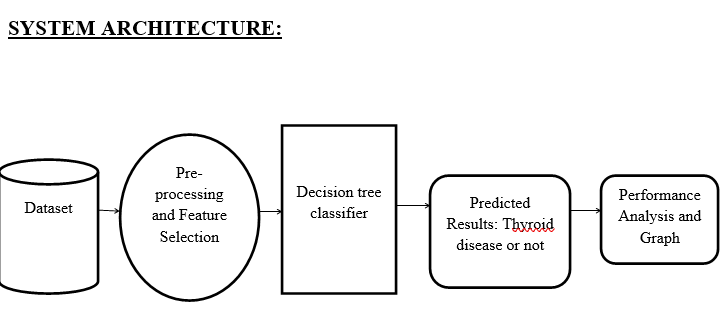 SYSTEM ARCHITECTURE:
Dataset
Pre-
processing
and Feature
Selection
Decision tree
classifier
Predicted
Results: Thyroid
disease or not
Performance
Analysis and
Graph